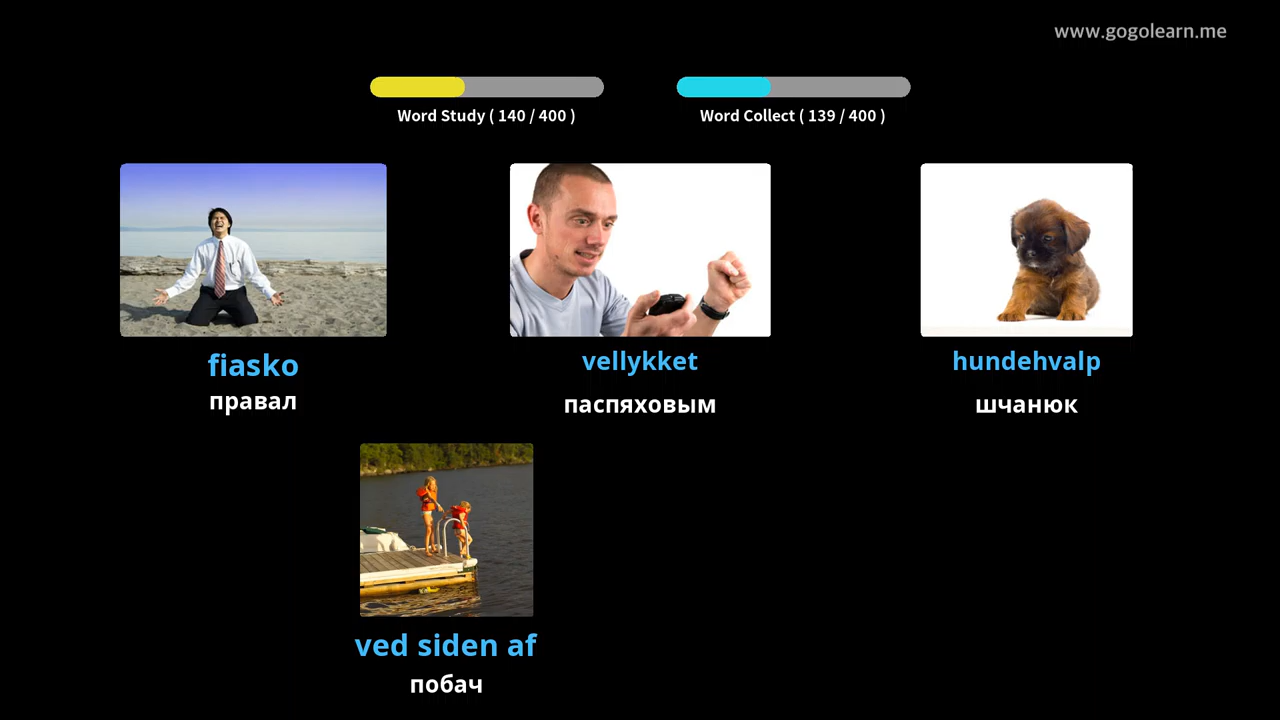 www.gogolearn.me
Word Study ( 140 / 400 )
Word Collect ( 139 / 400 )
fiasko
правал
vellykket
паспяховым
hundehvalp
шчанюк
ved siden af
побач